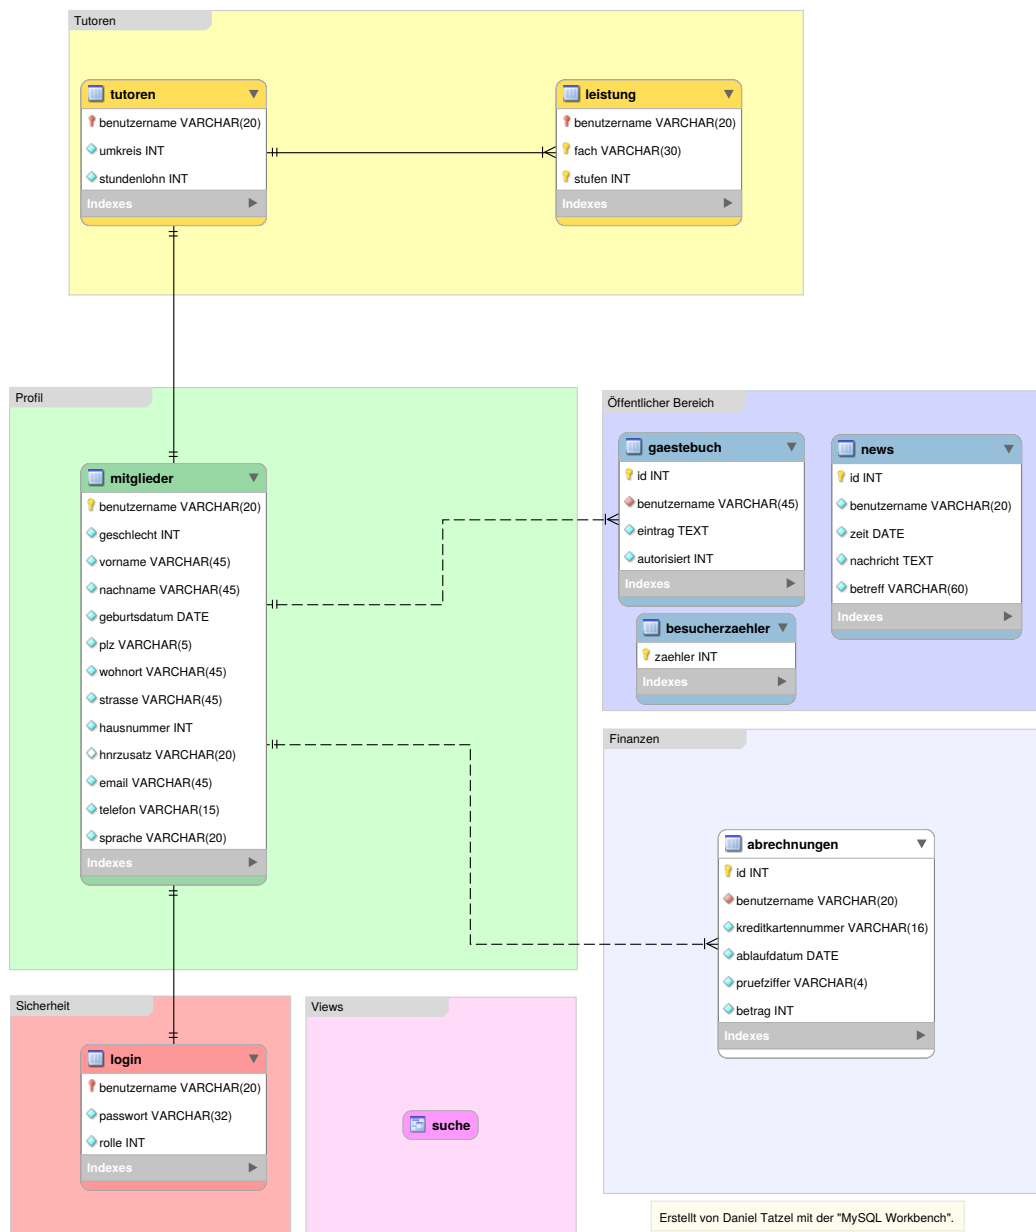 Tutoren
tutoren
benutzername VARCHAR(20)
umkreis INT
stundenlohn INT
Indexes
leistung
benutzername VARCHAR(20)
fach VARCHAR(30)
stufen INT
Indexes
Profil
mitglieder
benutzername VARCHAR(20)
geschlecht INT
vorname VARCHAR(45)
nachname VARCHAR(45)
geburtsdatum DATE
plz VARCHAR(5)
wohnort VARCHAR(45)
strasse VARCHAR(45)
hausnummer INT
hnrzusatz VARCHAR(20)
email VARCHAR(45)
telefon VARCHAR(15)
sprache VARCHAR(20)
Indexes
Öffentlicher Bereich
gaestebuch
id INT
benutzername VARCHAR(45)
eintrag TEXT
autorisiert INT
Indexes
news
id INT
benutzername VARCHAR(20)
zeit DATE
nachricht TEXT
betreff VARCHAR(60)
Indexes
besucherzaehler
zaehler INT
Indexes
Finanzen
abrechnungen
id INT
benutzername VARCHAR(20)
kreditkartennummer VARCHAR(16)
ablaufdatum DATE
pruefziffer VARCHAR(4)
betrag INT
Indexes
Sicherheit
login
benutzername VARCHAR(20)
passwort VARCHAR(32)
rolle INT
Indexes
Views
suche
Erstellt von Daniel Tatzel mit der "MySQL Workbench".